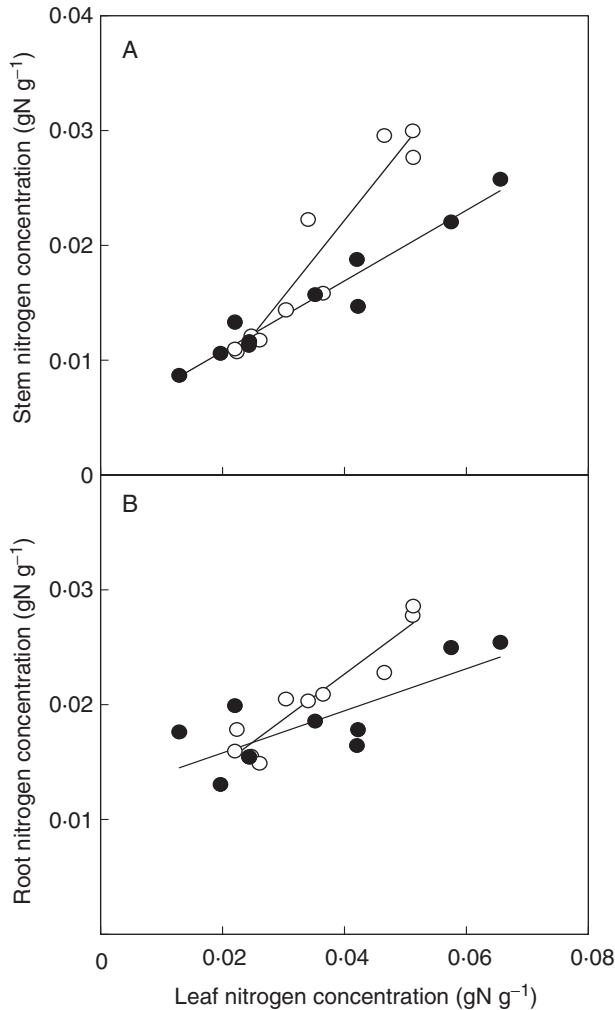 0·04
A
0·03
0·02
0·01
0
Stem nitrogen concentration (gN g⁻¹)
B
0·03
0·02
0·01
Root nitrogen concentration (gN g⁻¹)
0 0·02 0·04 0·06 0·08
Leaf nitrogen concentration (gN g⁻¹)